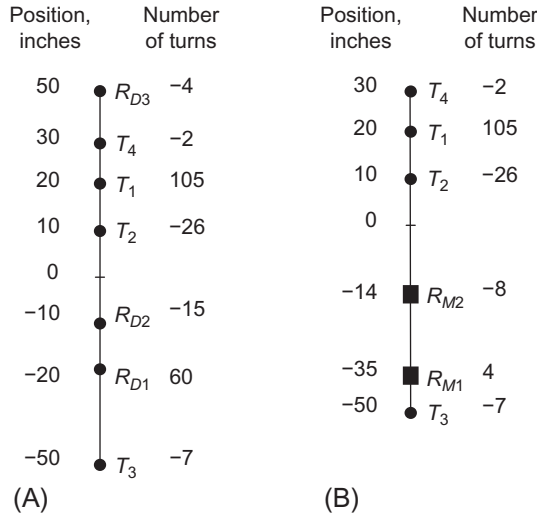 Position, inches Number of turns
50 R_D3 −4
30 T_4 −2
20 T_1 105
10 T_2 −26
0
−10 R_D2 −15
−20 R_D1 60
−50 T_3 −7
(A)
Position, inches Number of turns
30 T_4 −2
20 T_1 105
10 T_2 −26
0
−14 R_M2 −8
−35 R_M1 4
−50 T_3 −7
(B)